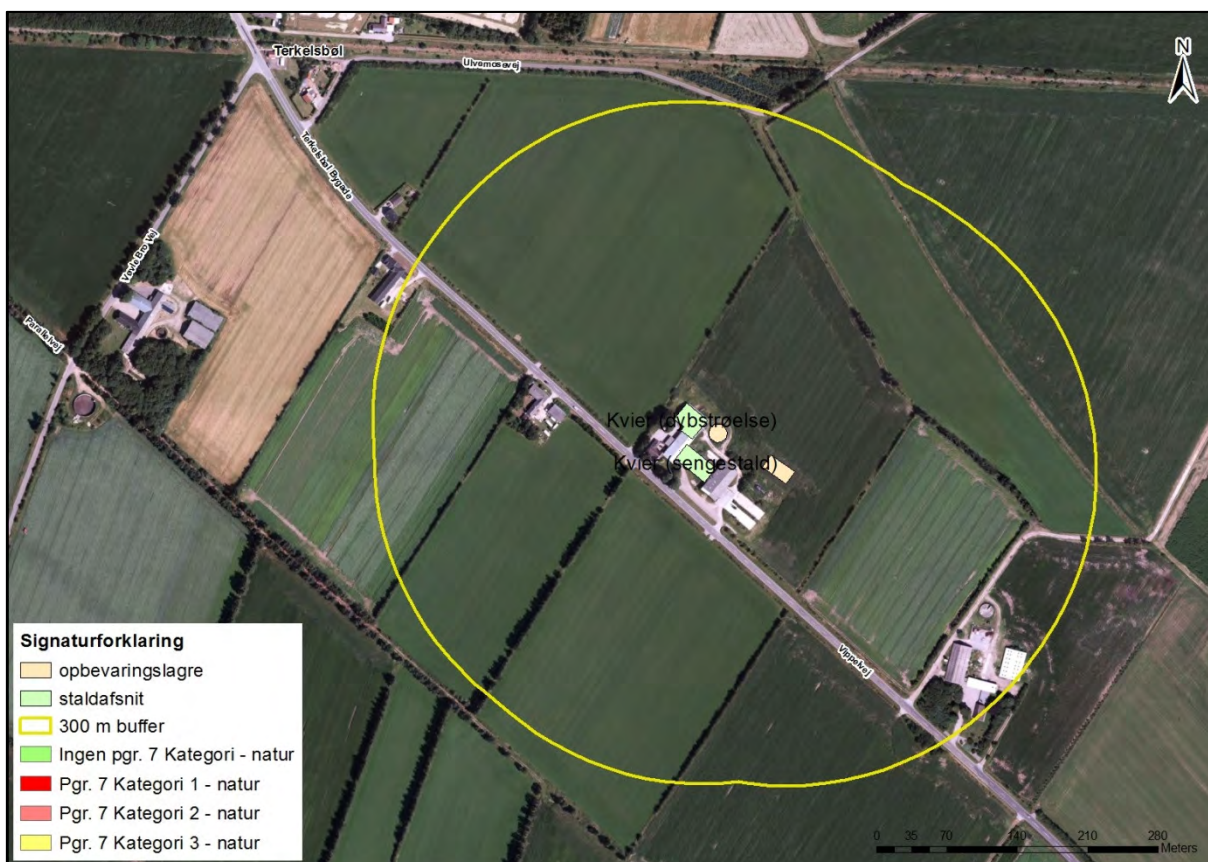 Terkelsbøl
Ulvemosevej
N
Terkelsbøl Bygade
Vøvle Bro Vej
Parallelvej
Kvier (dybstrøelse)
Kvier (sengestald)
Vippelvej
Signaturforklaring
opbevaringslagre
staldafsnit
300 m buffer
Ingen pgr. 7 Kategori - natur
Pgr. 7 Kategori 1 - natur
Pgr. 7 Kategori 2 - natur
Pgr. 7 Kategori 3 - natur
0 35 70 140 210 280
Meters